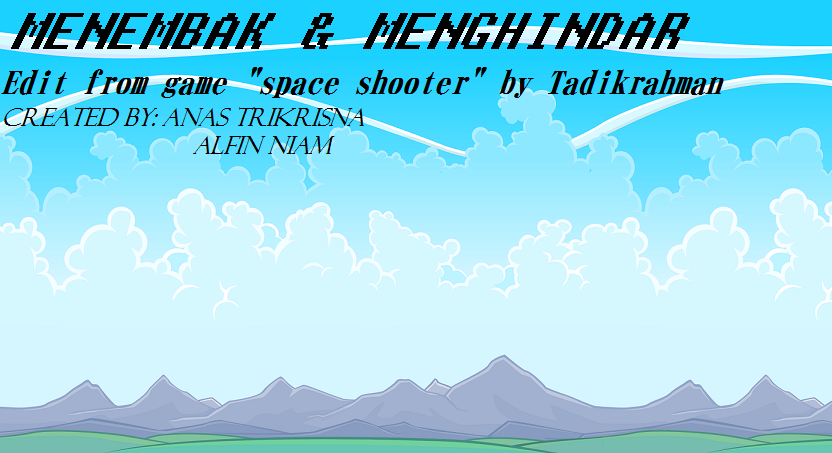 MENEMBAK & MENGHINDAR
Edit from game "space shooter" by Tadikrahman
CREATED BY: ANAS TRIKRISNA
ALFIN NIAM